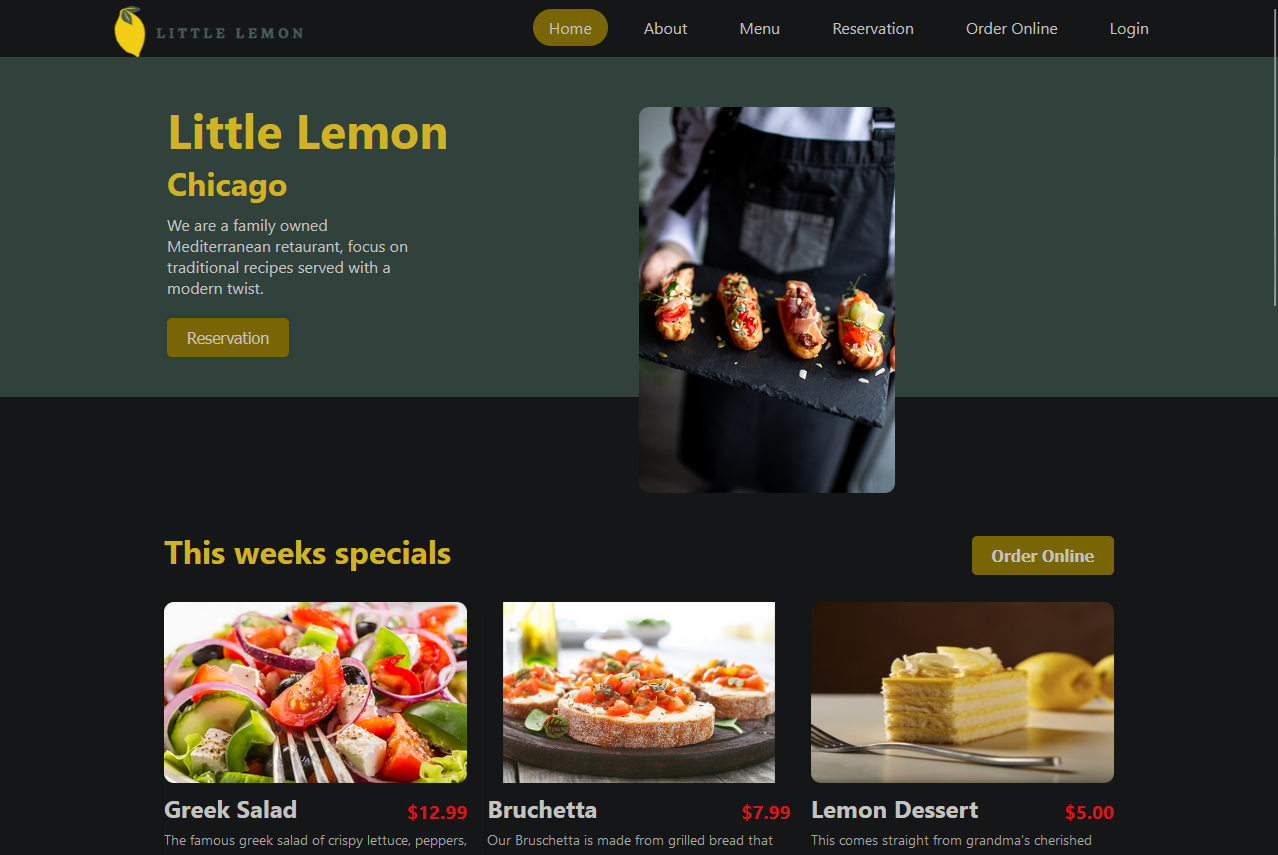 LITTLE LEMON
Home About Menu Reservation Order Online Login
Little Lemon
Chicago
We are a family owned
Mediterranean retaurant, focus on
traditional recipes served with a
modern twist.
Reservation
This weeks specials
Order Online
Greek Salad $12.99
Bruchetta $7.99
Lemon Dessert $5.00
The famous greek salad of crispy lettuce, peppers,
Our Bruschetta is made from grilled bread that
This comes straight from grandma's cherished